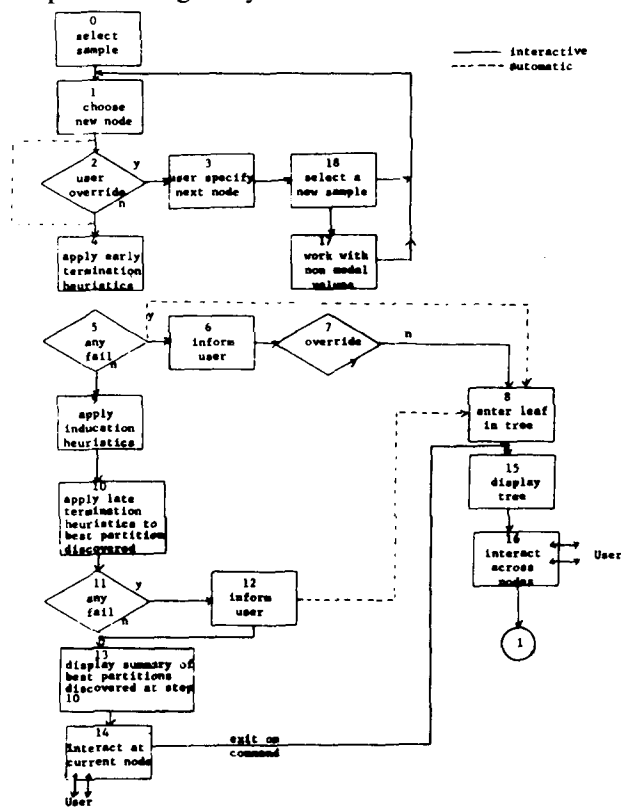 0
select
sample
interactive
automatic
1
choose
new node
2
user
override
y
n
3
user specify
next node
18
select a
new sample
17
work with
non modal
volume
4
apply early
termination
heuristics
5
any
fail
y
n
6
inform
user
7
override
n
8
enter leaf
in tree
apply
inducation
heuristics
15
display
tree
10
apply late
termination
heuristics to
best partition
discovered
16
interact
across
nodes
User
11
any
fail
y
n
12
inform
user
1
13
display summary of
best partitions
discovered at step
10
14
interact at
current node
exit on
command
User